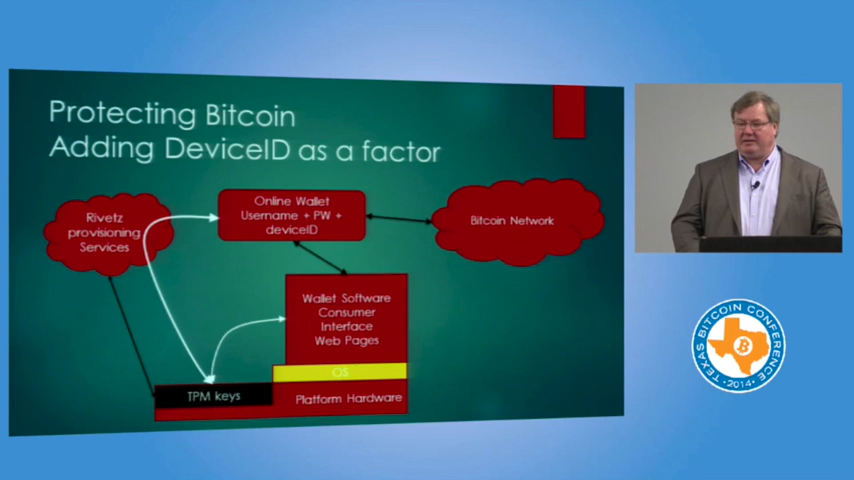 Protecting Bitcoin
Adding DeviceID as a factor
Rivetz
provisioning
Services
Online Wallet
Username + PW +
deviceID
Bitcoin Network
Wallet Software
Consumer
Interface
Web Pages
OS
TPM keys
Platform Hardware
TEXAS BITCOIN CONFERENCE
2014